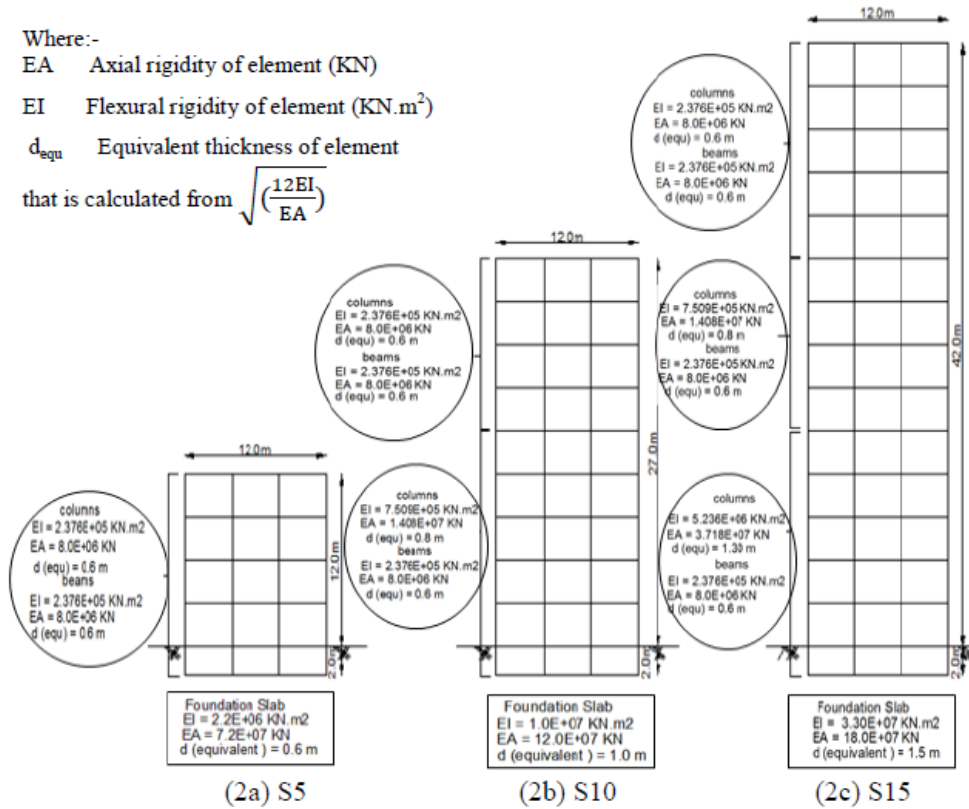 Where:-
EA Axial rigidity of element (KN)
EI Flexural rigidity of element (KN.m²)
d_equ Equivalent thickness of element
that is calculated from √((12EI)/(EA))
12.0m
columns
EI = 2.376E+05 KN.m2
EA = 8.0E+06 KN
d (equ) = 0.6 m
beams
EI = 2.376E+05 KN.m2
EA = 8.0E+06 KN
d (equ) = 0.6 m
12.0m
2.0m
Foundation Slab
EI = 2.2E+06 KN.m2
EA = 7.2E+07 KN
d (equivalent ) = 0.6 m
(2a) S5
12.0m
columns
EI = 2.376E+05 KN.m2
EA = 8.0E+06 KN
d (equ) = 0.6 m
beams
EI = 2.376E+05 KN.m2
EA = 8.0E+06 KN
d (equ) = 0.6 m
columns
EI = 7.509E+05 KN.m2
EA = 1.408E+07 KN
d (equ) = 0.8 m
beams
EI = 2.376E+05 KN.m2
EA = 8.0E+06 KN
d (equ) = 0.6 m
27.0m
2.0m
Foundation Slab
EI = 1.0E+07 KN.m2
EA = 12.0E+07 KN
d (equivalent ) = 1.0 m
(2b) S10
12.0m
columns
EI = 2.376E+05 KN.m2
EA = 8.0E+06 KN
d (equ) = 0.6 m
beams
EI = 2.376E+05 KN.m2
EA = 8.0E+06 KN
d (equ) = 0.6 m
columns
EI = 7.509E+05 KN.m2
EA = 1.408E+07 KN
d (equ) = 0.8 m
beams
EI = 2.376E+05 KN.m2
EA = 8.0E+06 KN
d (equ) = 0.6 m
columns
EI = 5.236E+06 KN.m2
EA = 3.718E+07 KN
d (equ) = 1.30 m
beams
EI = 2.376E+05 KN.m2
EA = 8.0E+06 KN
d (equ) = 0.6 m
42.0m
2.0m
Foundation Slab
EI = 3.30E+07 KN.m2
EA = 18.0E+07 KN
d (equivalent ) = 1.5 m
(2c) S15